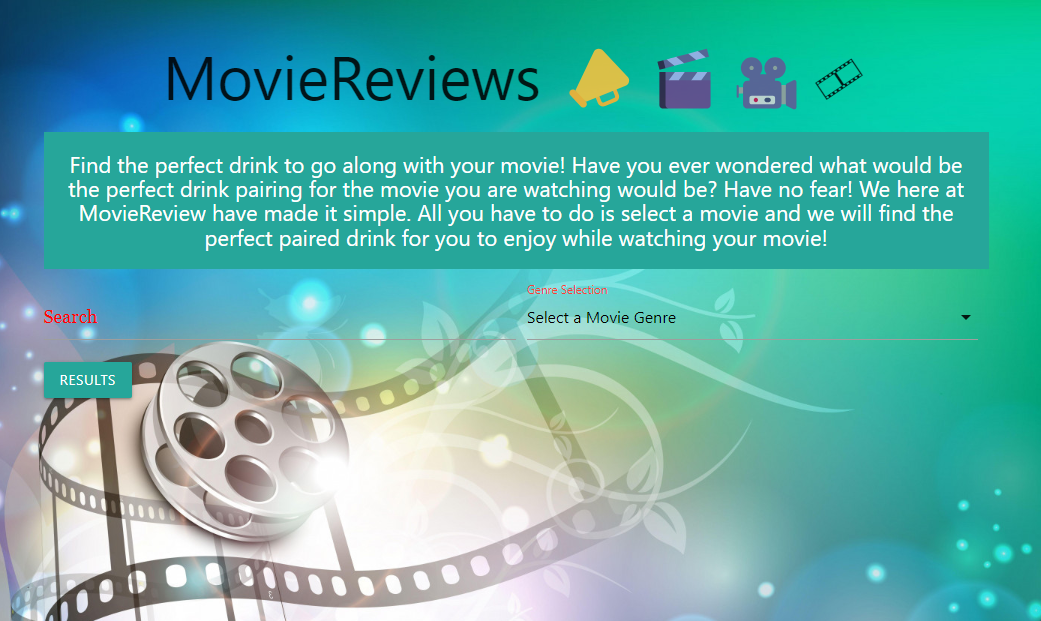 MovieReviews
Find the perfect drink to go along with your movie! Have you ever wondered what would be
the perfect drink pairing for the movie you are watching would be? Have no fear! We here at
MovieReview have made it simple. All you have to do is select a movie and we will find the
perfect paired drink for you to enjoy while watching your movie!
Genre Selection
Search
Select a Movie Genre
RESULTS